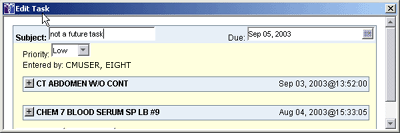 Edit Task
Subject: not a future task Due: Sep 05, 2003
Priority: Low
Entered by: CMUSER, EIGHT
CT ABDOMEN W/O CONT Sep 03, 2003@13:52:00
CHEM 7 BLOOD SERUM SP LB #9 Aug 04, 2003@15:33:05